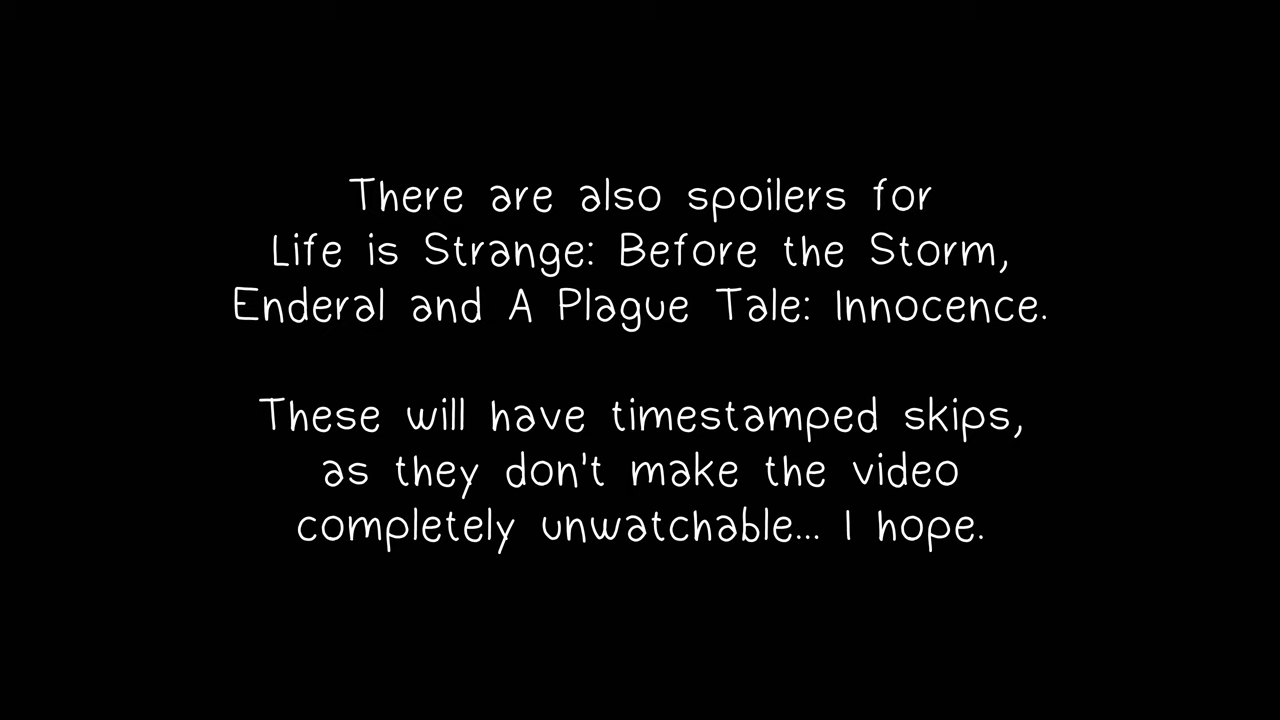 There are also spoilers for
Life is Strange: Before the Storm,
Enderal and A Plague Tale: Innocence.
These will have timestamped skips,
as they don't make the video
completely unwatchable... I hope.